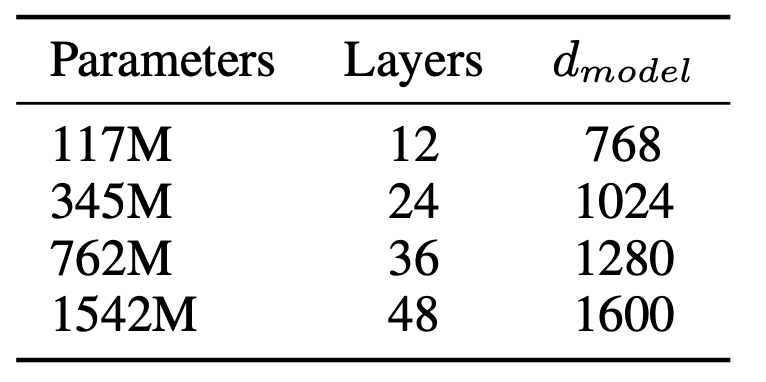 Parameters Layers d_model
117M 12 768
345M 24 1024
762M 36 1280
1542M 48 1600